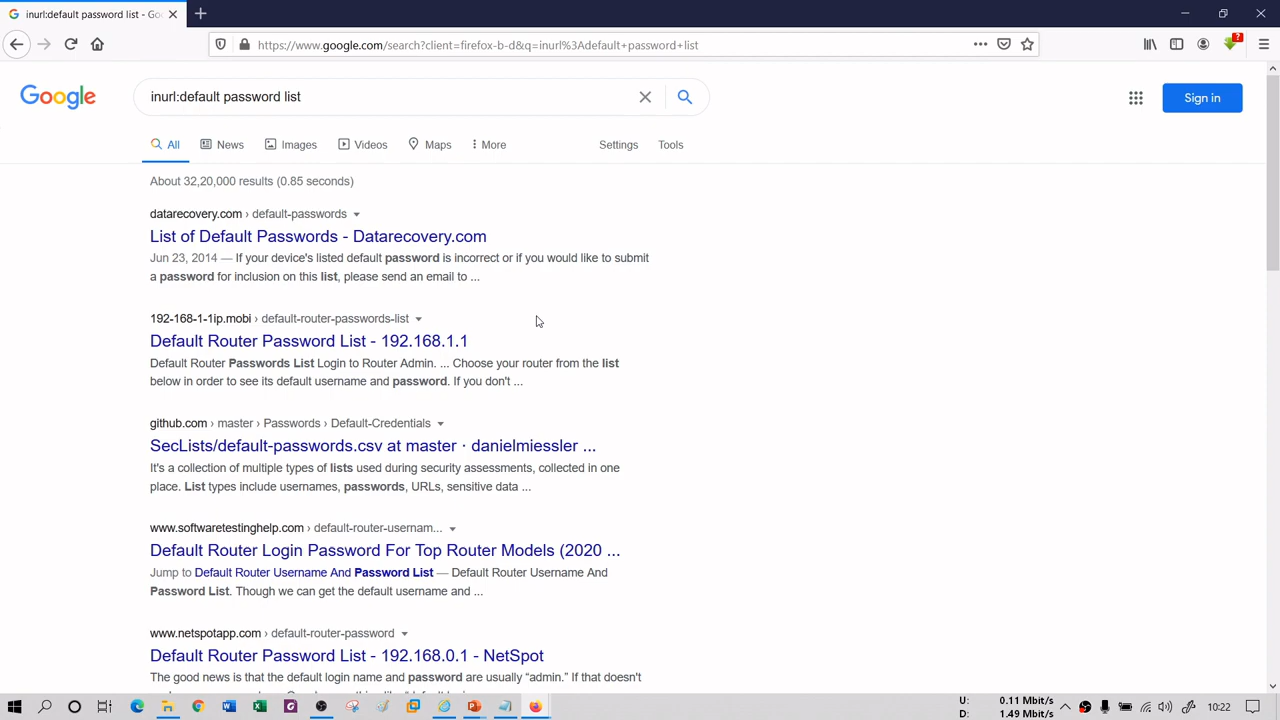 inurl:default password list - Goo
https://www.google.com/search?client=firefox-b-d&q=inurl%3Adefault+password+list
?
Google
inurl:default password list
Sign in
All
News
Images
Videos
Maps
More
Settings
Tools
About 32,20,000 results (0.85 seconds)
datarecovery.com › default-passwords
List of Default Passwords - Datarecovery.com
Jun 23, 2014 — If your device's listed default password is incorrect or if you would like to submit
a password for inclusion on this list, please send an email to ...
192-168-1-1ip.mobi › default-router-passwords-list
Default Router Password List - 192.168.1.1
Default Router Passwords List Login to Router Admin. ... Choose your router from the list
below in order to see its default username and password. If you don't ...
github.com › master › Passwords › Default-Credentials
SecLists/default-passwords.csv at master · danielmiessler ...
It's a collection of multiple types of lists used during security assessments, collected in one
place. List types include usernames, passwords, URLs, sensitive data ...
www.softwaretestinghelp.com › default-router-usernam...
Default Router Login Password For Top Router Models (2020 ...
Jump to Default Router Username And Password List — Default Router Username And
Password List. Though we can get the default username and ...
www.netspotapp.com › default-router-password
Default Router Password List - 192.168.0.1 - NetSpot
The good news is that the default login name and password are usually “admin.” If that doesn't
U: 0.11 Mbit/s
D: 1.49 Mbit/s
10:22